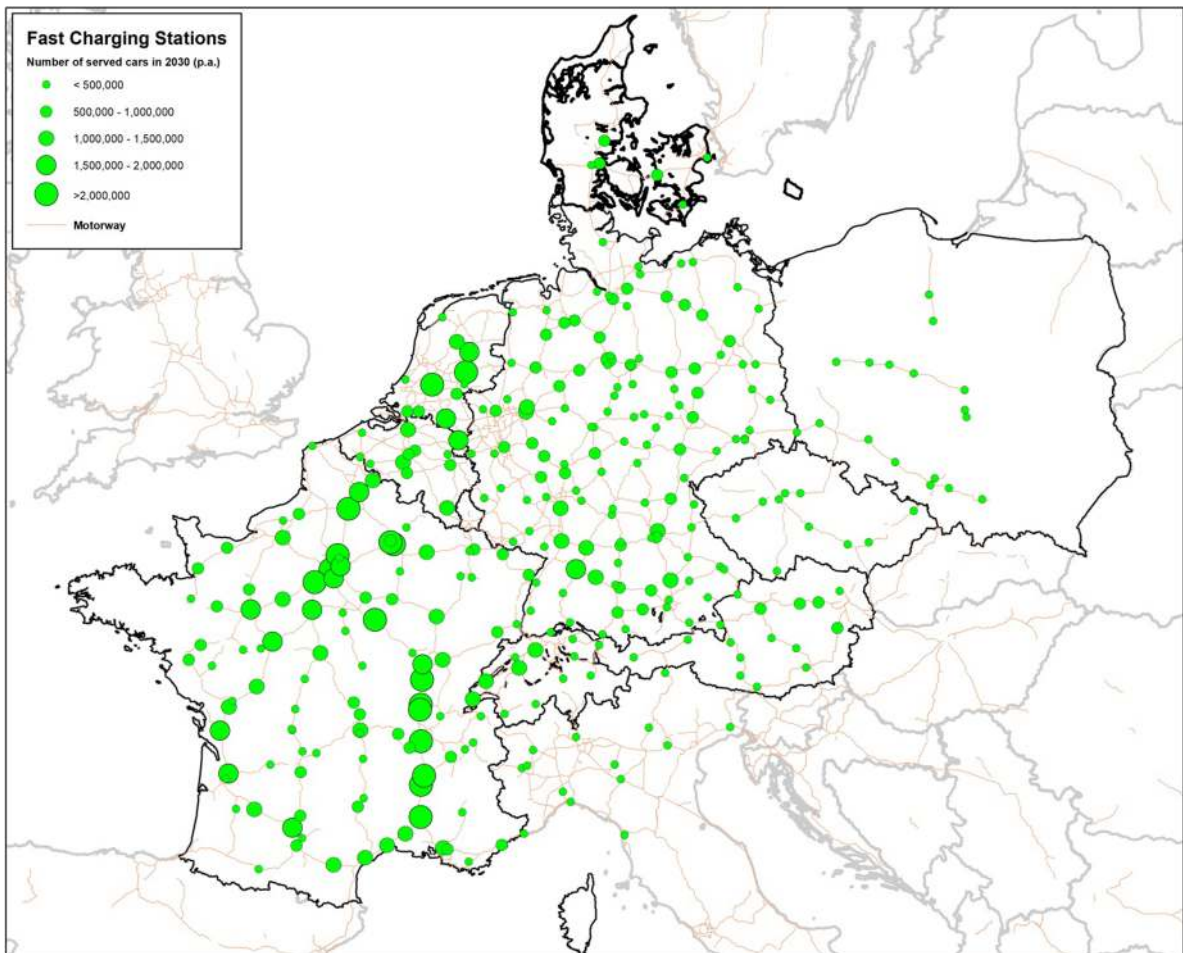 Fast Charging Stations
Number of served cars in 2030 (p.a.)
< 500,000
500,000 - 1,000,000
1,000,000 - 1,500,000
1,500,000 - 2,000,000
>2,000,000
Motorway